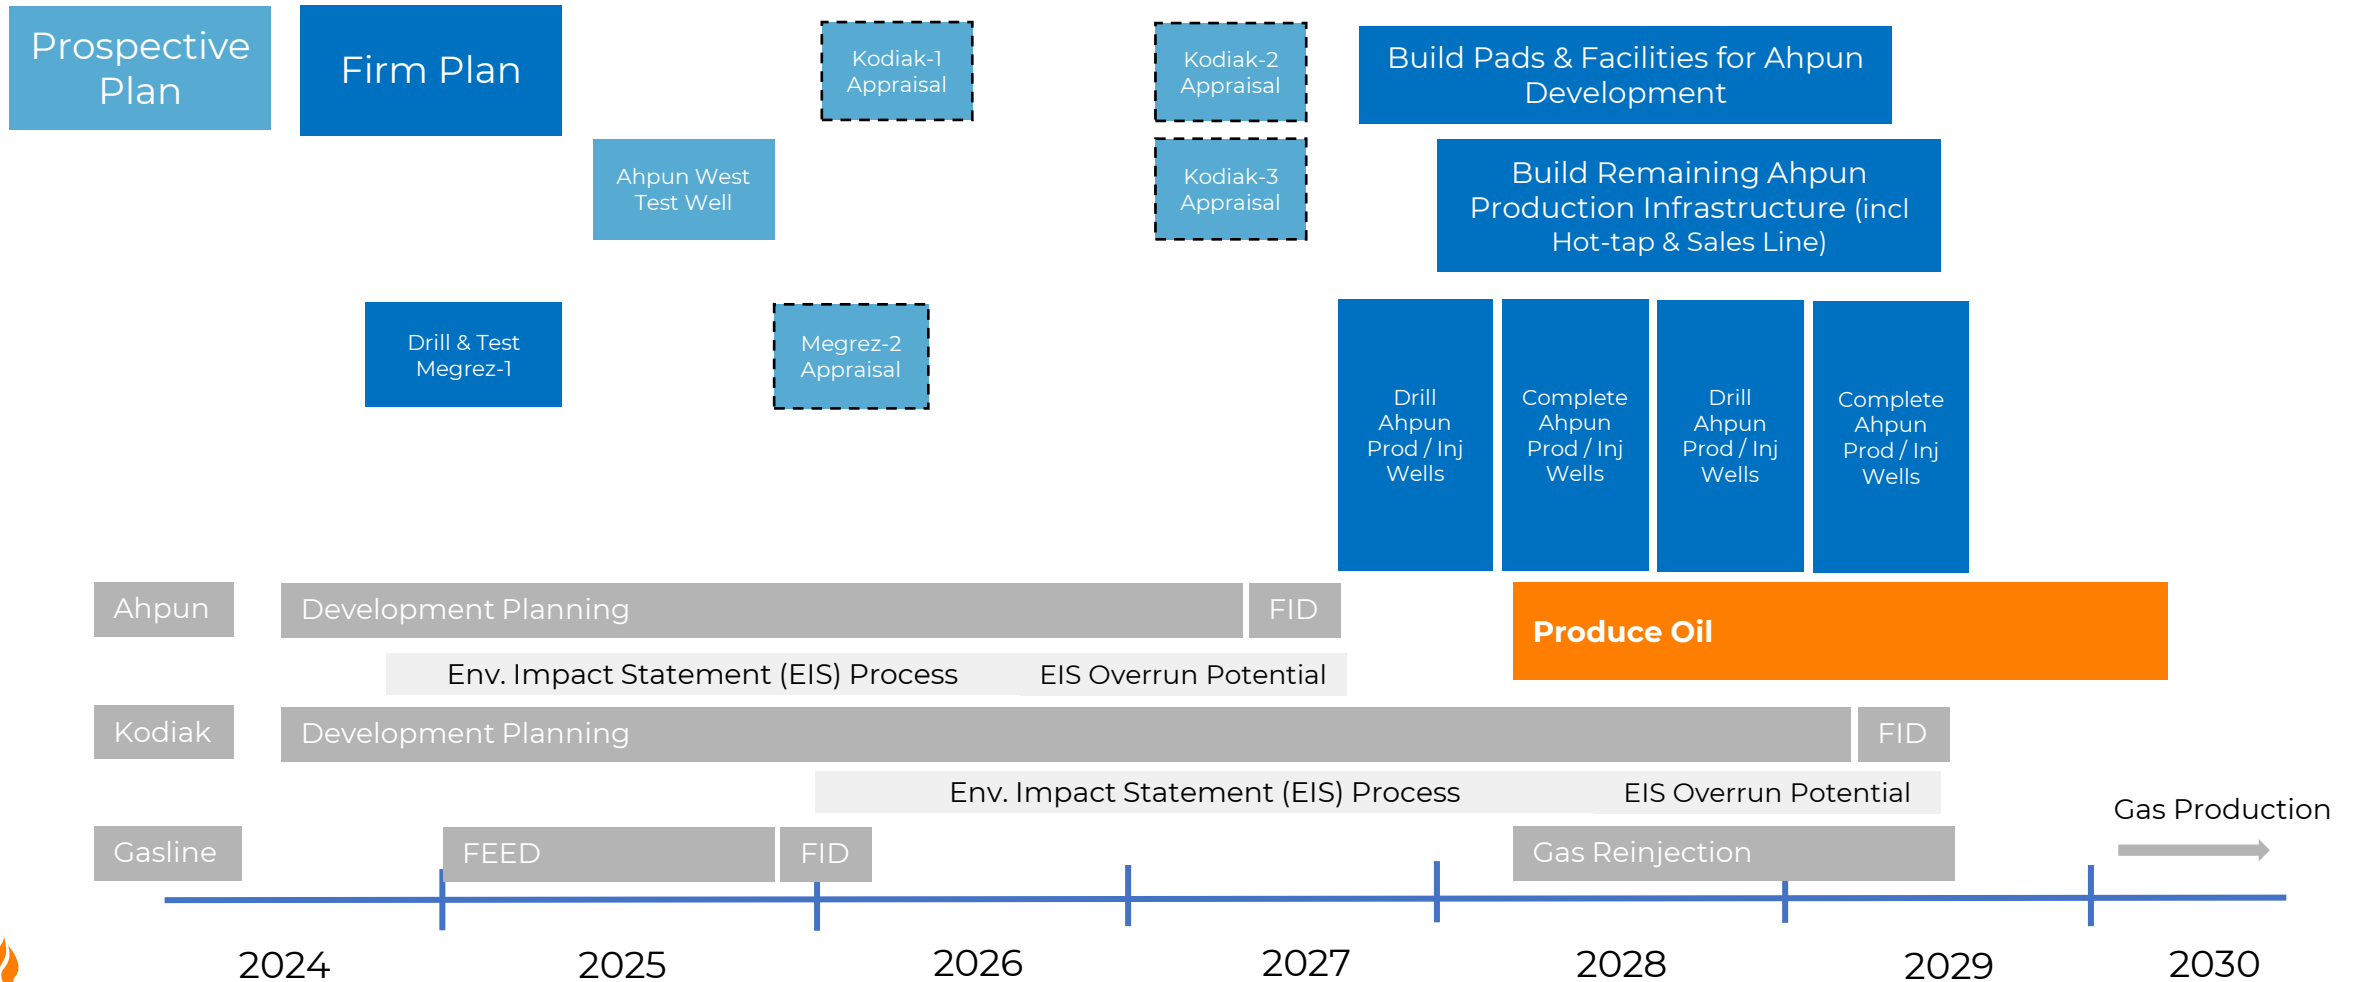 Prospective
Plan
Firm Plan
Kodiak-1
Appraisal
Kodiak-2
Appraisal
Build Pads & Facilities for Ahpun
Development
Ahpun West
Test Well
Kodiak-3
Appraisal
Build Remaining Ahpun
Production Infrastructure (incl
Hot-tap & Sales Line)
Drill & Test
Megrez-1
Megrez-2
Appraisal
Drill
Ahpun
Prod / Inj
Wells
Complete
Ahpun
Prod / Inj
Wells
Drill
Ahpun
Prod / Inj
Wells
Complete
Ahpun
Prod / Inj
Wells
Ahpun
Development Planning
FID
Produce Oil
Env. Impact Statement (EIS) Process
EIS Overrun Potential
Kodiak
Development Planning
FID
Env. Impact Statement (EIS) Process
EIS Overrun Potential
Gas Production
Gasline
FEED
FID
Gas Reinjection
2024
2025
2026
2027
2028
2029
2030